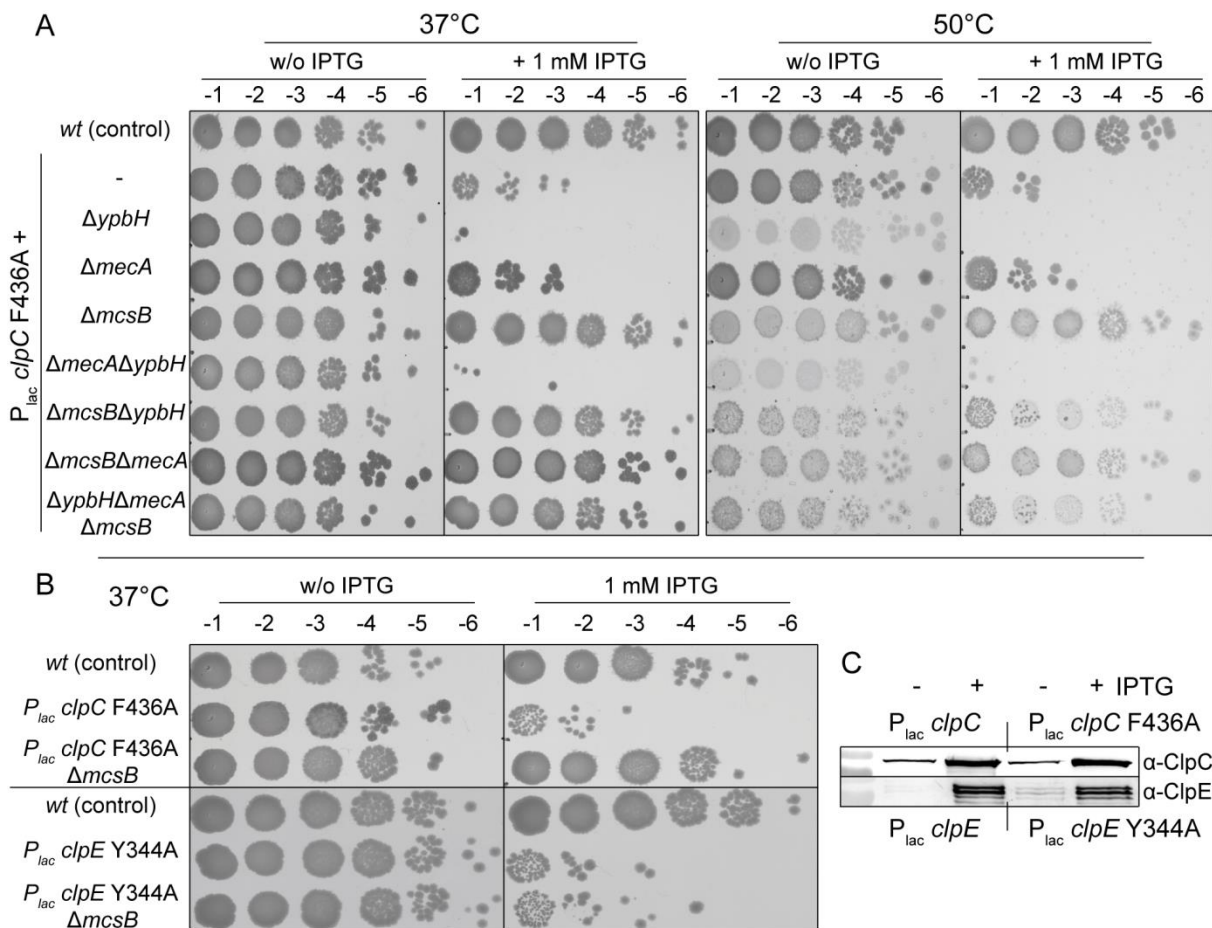 A
37°C 50°C
w/o IPTG + 1 mM IPTG w/o IPTG + 1 mM IPTG
-1 -2 -3 -4 -5 -6 -1 -2 -3 -4 -5 -6 -1 -2 -3 -4 -5 -6 -1 -2 -3 -4 -5 -6
wt (control)
Plac clpC F436A +
-
ΔypbH
ΔmecA
ΔmcsB
ΔmecAΔypbH
ΔmcsBΔypbH
ΔmcsBΔmecA
ΔypbHΔmecA
ΔmcsB
B 37°C
w/o IPTG 1 mM IPTG
-1 -2 -3 -4 -5 -6 -1 -2 -3 -4 -5 -6
wt (control)
Plac clpC F436A
Plac clpC F436A
ΔmcsB
wt (control)
Plac clpE Y344A
Plac clpE Y344A
ΔmcsB
C
- + - + IPTG
Plac clpC Plac clpC F436A
α-ClpC
α-ClpE
Plac clpE Plac clpE Y344A